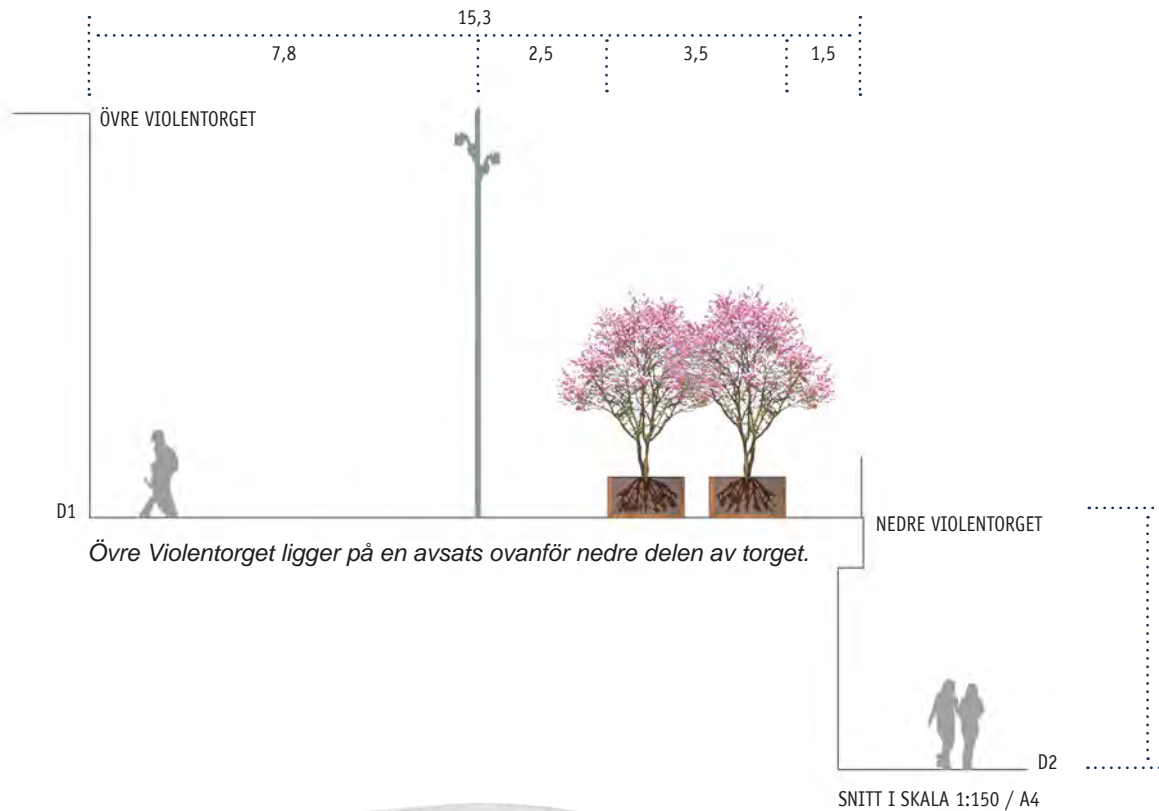 15,3
7,8
2,5
3,5
1,5
ÖVRE VIOLENTORGET
D1
NEDRE VIOLENTORGET
Övre Violentorget ligger på en avsats ovanför nedre delen av torget.
D2
SNITT I SKALA 1:150 / A4